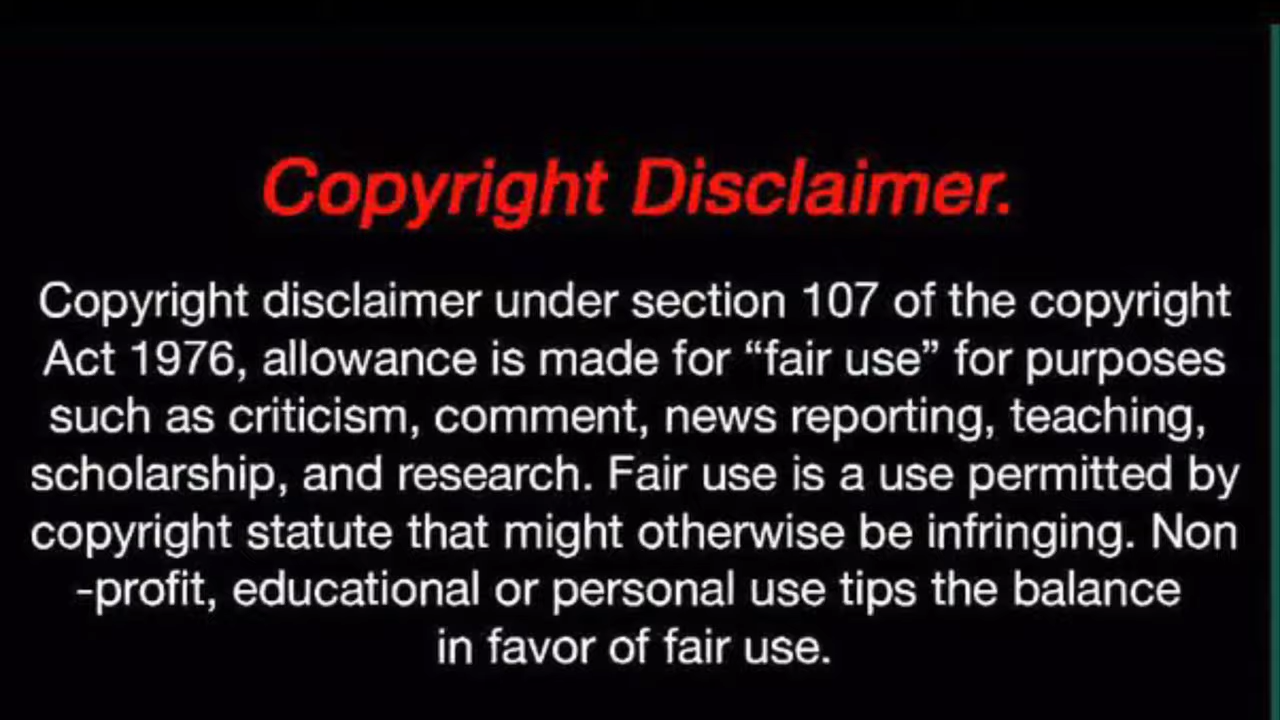 Copyright Disclaimer.
Copyright disclaimer under section 107 of the copyright
Act 1976, allowance is made for “fair use” for purposes
such as criticism, comment, news reporting, teaching,
scholarship, and research. Fair use is a use permitted by
copyright statute that might otherwise be infringing. Non
-profit, educational or personal use tips the balance
in favor of fair use.